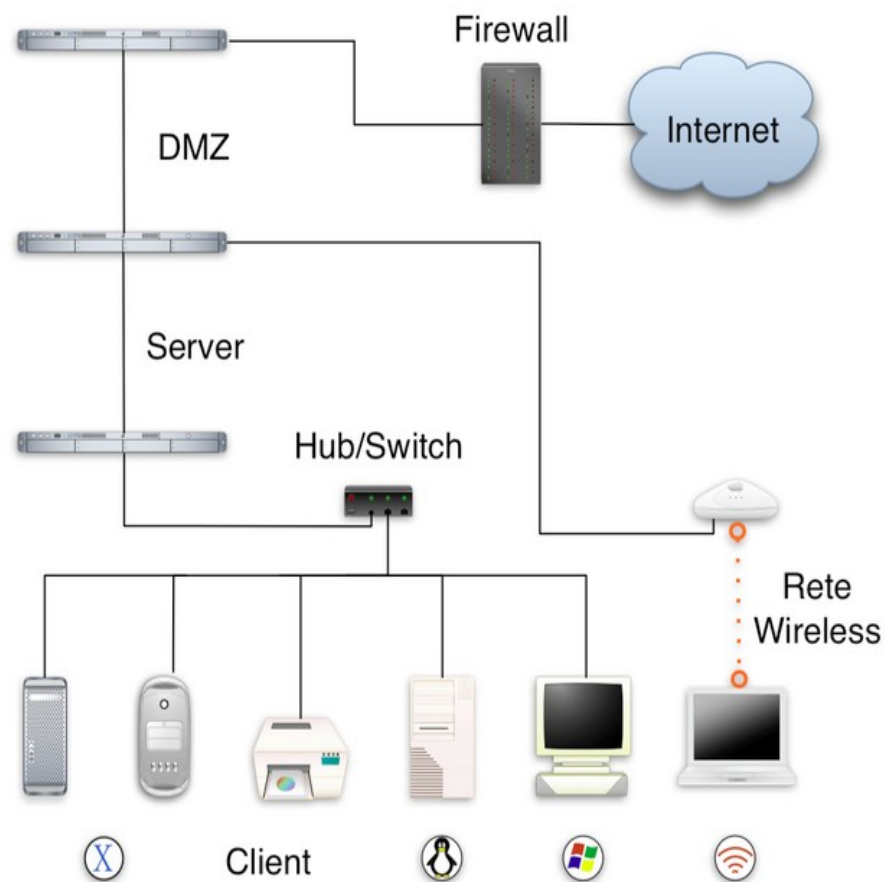 Firewall
Internet
DMZ
Server
Hub/Switch
Rete
Wireless
X
Client